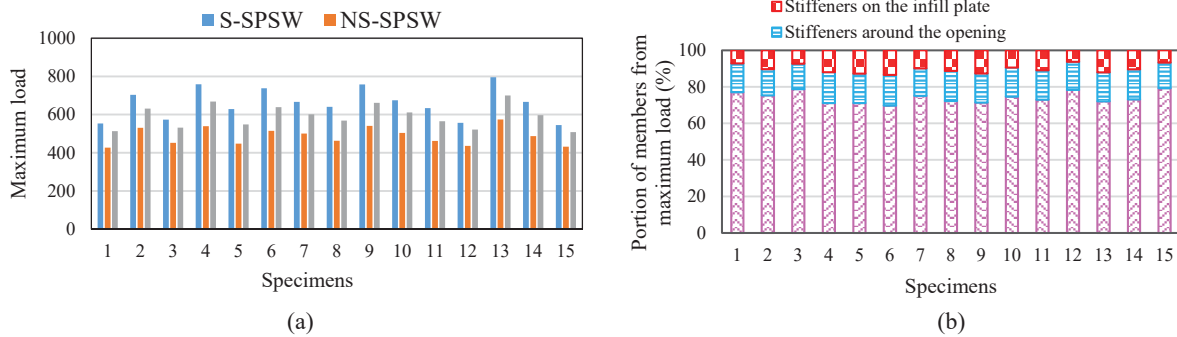 S-SPSW NS-SPSW
1000
800
600
400
200
0
Maximum load
1 2 3 4 5 6 7 8 9 10 11 12 13 14 15
Specimens
(a)
Stiffeners on the infill plate
Stiffeners around the opening
100
80
60
40
20
0
Portion of members from
maximum load (%)
1 2 3 4 5 6 7 8 9 10 11 12 13 14 15
Specimens
(b)